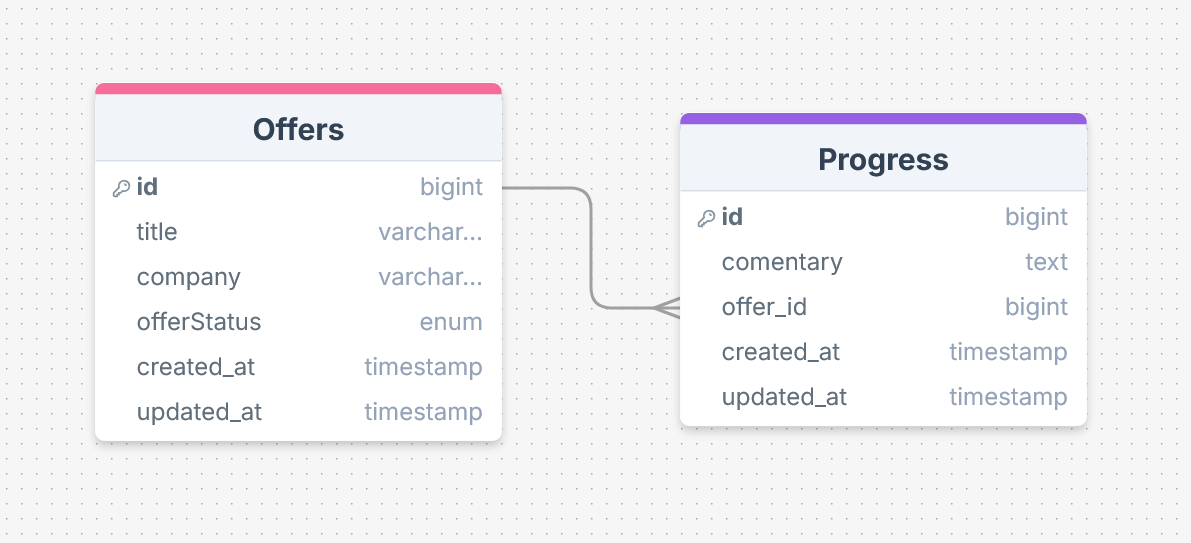 Offers
id bigint
title varchar...
company varchar...
offerStatus enum
created_at timestamp
updated_at timestamp
Progress
id bigint
comentary text
offer_id bigint
created_at timestamp
updated_at timestamp